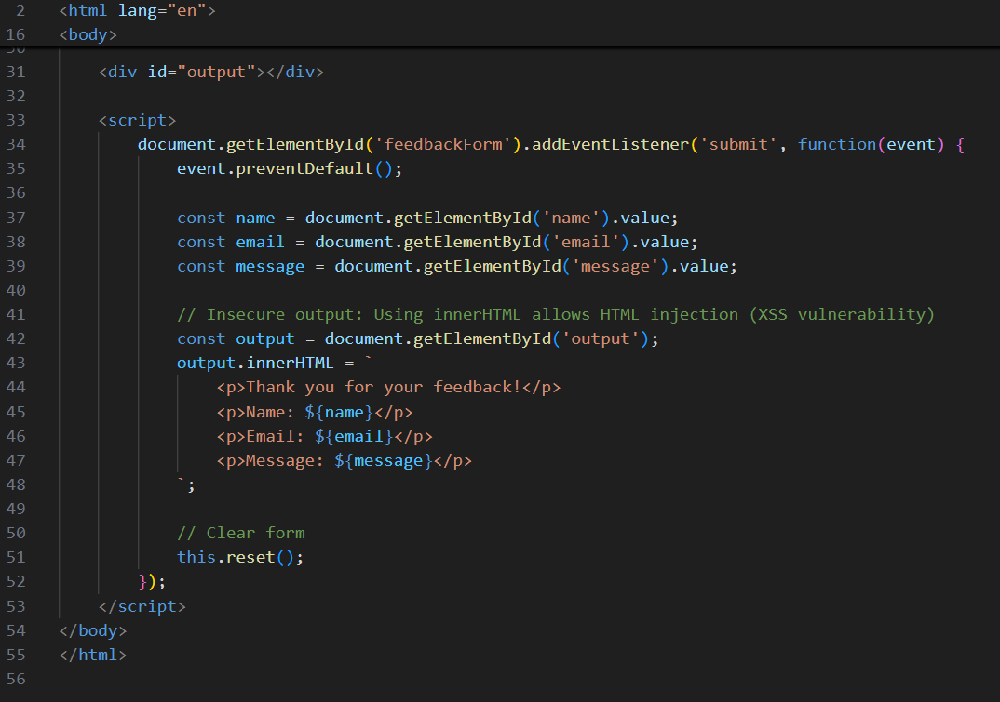 2 <html lang="en">
16 <body>
31 <div id="output"></div>
32
33 <script>
34 document.getElementById('feedbackForm').addEventListener('submit', function(event) {
35 event.preventDefault();
36
37 const name = document.getElementById('name').value;
38 const email = document.getElementById('email').value;
39 const message = document.getElementById('message').value;
40
41 // Insecure output: Using innerHTML allows HTML injection (XSS vulnerability)
42 const output = document.getElementById('output');
43 output.innerHTML = `
44 <p>Thank you for your feedback!</p>
45 <p>Name: ${name}</p>
46 <p>Email: ${email}</p>
47 <p>Message: ${message}</p>
48 `;
49
50 // Clear form
51 this.reset();
52 });
53 </script>
54 </body>
55 </html>
56